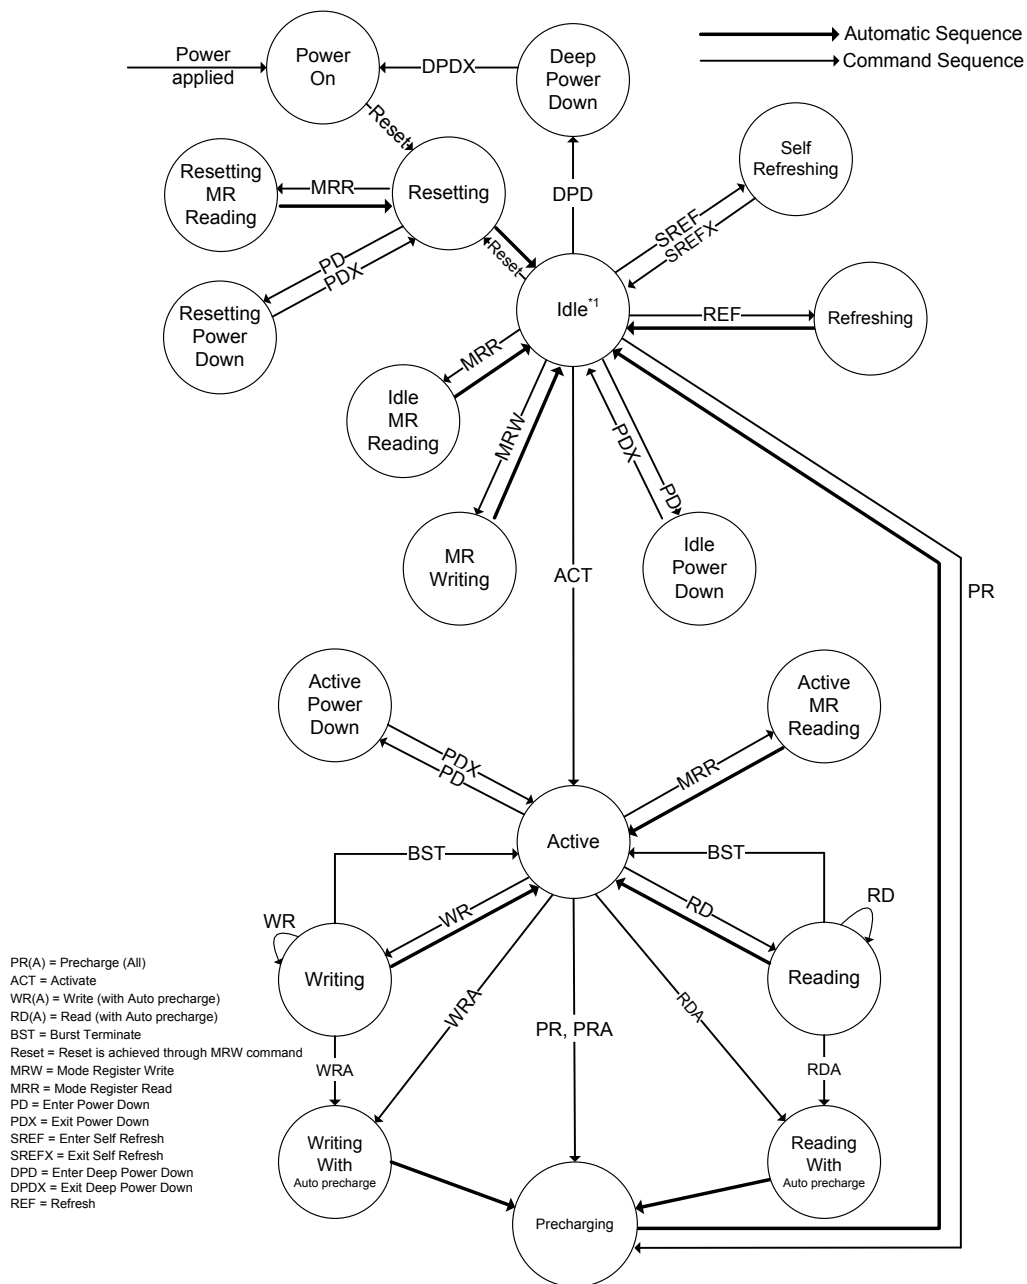 Automatic Sequence
Command Sequence
Power
applied
Power
On
DPDX
Deep
Power
Down
Reset
Resetting
MR
Reading
MRR
Resetting
DPD
Self
Refreshing
SREF
SREFX
PD
PDX
Reset
Resetting
Power
Down
Idle*1
REF
Refreshing
MRR
Idle
MR
Reading
MRW
PDX
PD
MR
Writing
Idle
Power
Down
ACT
PR
Active
Power
Down
Active
MR
Reading
PDX
PD
MRR
Active
BST
BST
WR
WR
RD
RD
Writing
Reading
WRA
PR, PRA
RDA
WRA
RDA
Writing
With
Auto precharge
Reading
With
Auto precharge
Precharging
PR(A) = Precharge (All)
ACT = Activate
WR(A) = Write (with Auto precharge)
RD(A) = Read (with Auto precharge)
BST = Burst Terminate
Reset = Reset is achieved through MRW command
MRW = Mode Register Write
MRR = Mode Register Read
PD = Enter Power Down
PDX = Exit Power Down
SREF = Enter Self Refresh
SREFX = Exit Self Refresh
DPD = Enter Deep Power Down
DPDX = Exit Deep Power Down
REF = Refresh